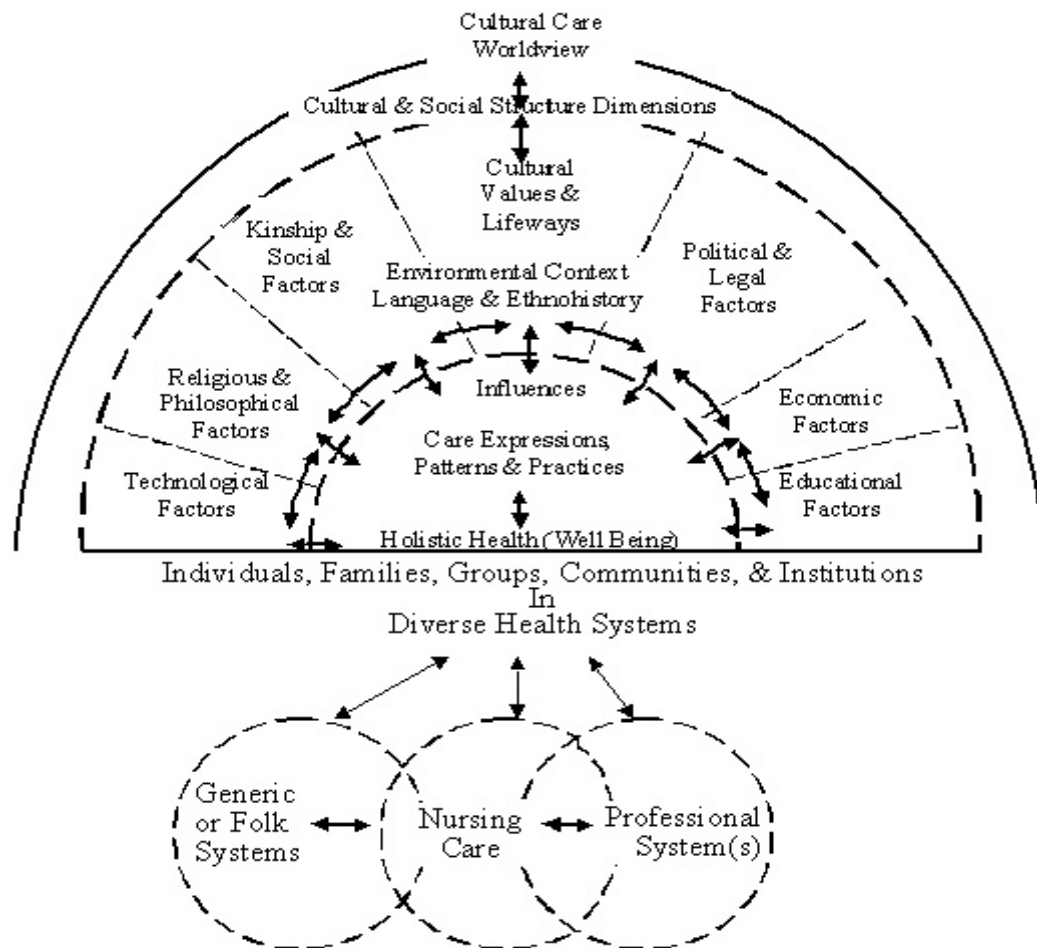 Cultural Care
Worldview
Cultural & Social Structure Dimensions
Cultural
Values &
Lifeways
Kinship &
Social
Factors
Political &
Legal
Factors
Environmental Context
Language & Ethnohistory
Religious &
Philosophical
Factors
Influences
Economic
Factors
Care Expressions,
Patterns & Practices
Technological
Factors
Educational
Factors
Holistic Health (Well Being)
Individuals, Families, Groups, Communities, & Institutions
In
Diverse Health Systems
Generic
or Folk
Systems
Nursing
Care
Professional
System(s)